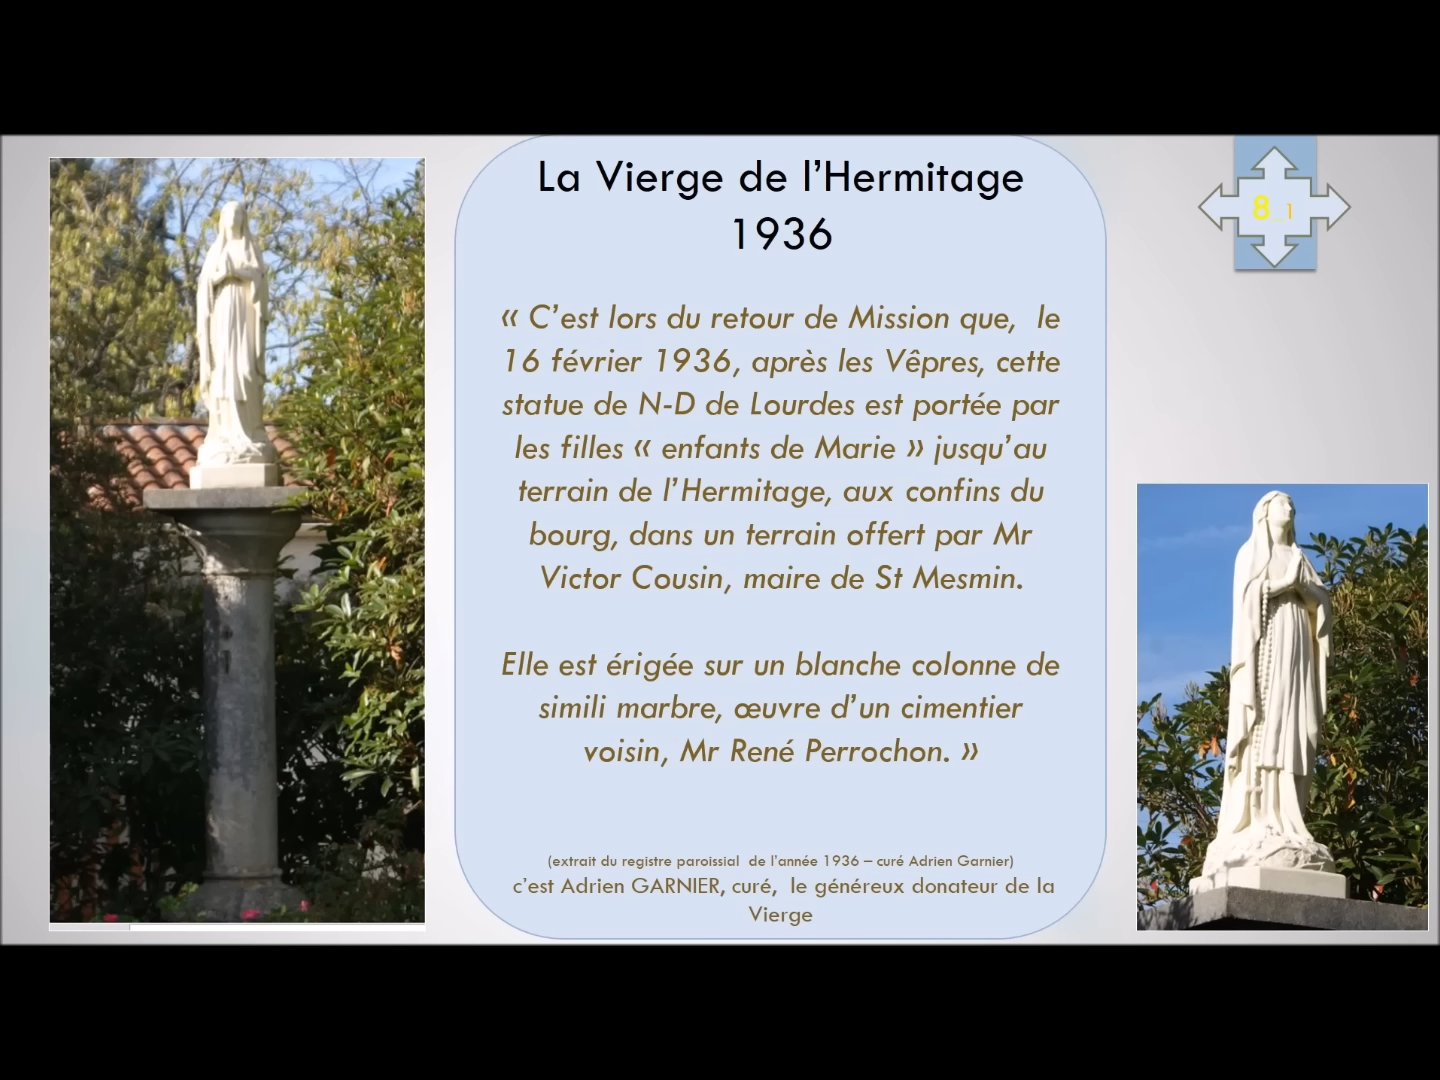 La Vierge de l’Hermitage
1936
8_1
« C’est lors du retour de Mission que,  le
16 février 1936, après les Vêpres, cette
statue de N-D de Lourdes est portée par
les filles « enfants de Marie » jusqu’au
terrain de l’Hermitage, aux confins du
bourg, dans un terrain offert par Mr
Victor Cousin, maire de St Mesmin.
Elle est érigée sur un blanche colonne de
simili marbre, œuvre d’un cimentier
voisin, Mr René Perrochon. »
(extrait du registre paroissial  de l'année 1936 – curé Adrien Garnier)
c’est Adrien GARNIER, curé,  le généreux donateur de la
Vierge